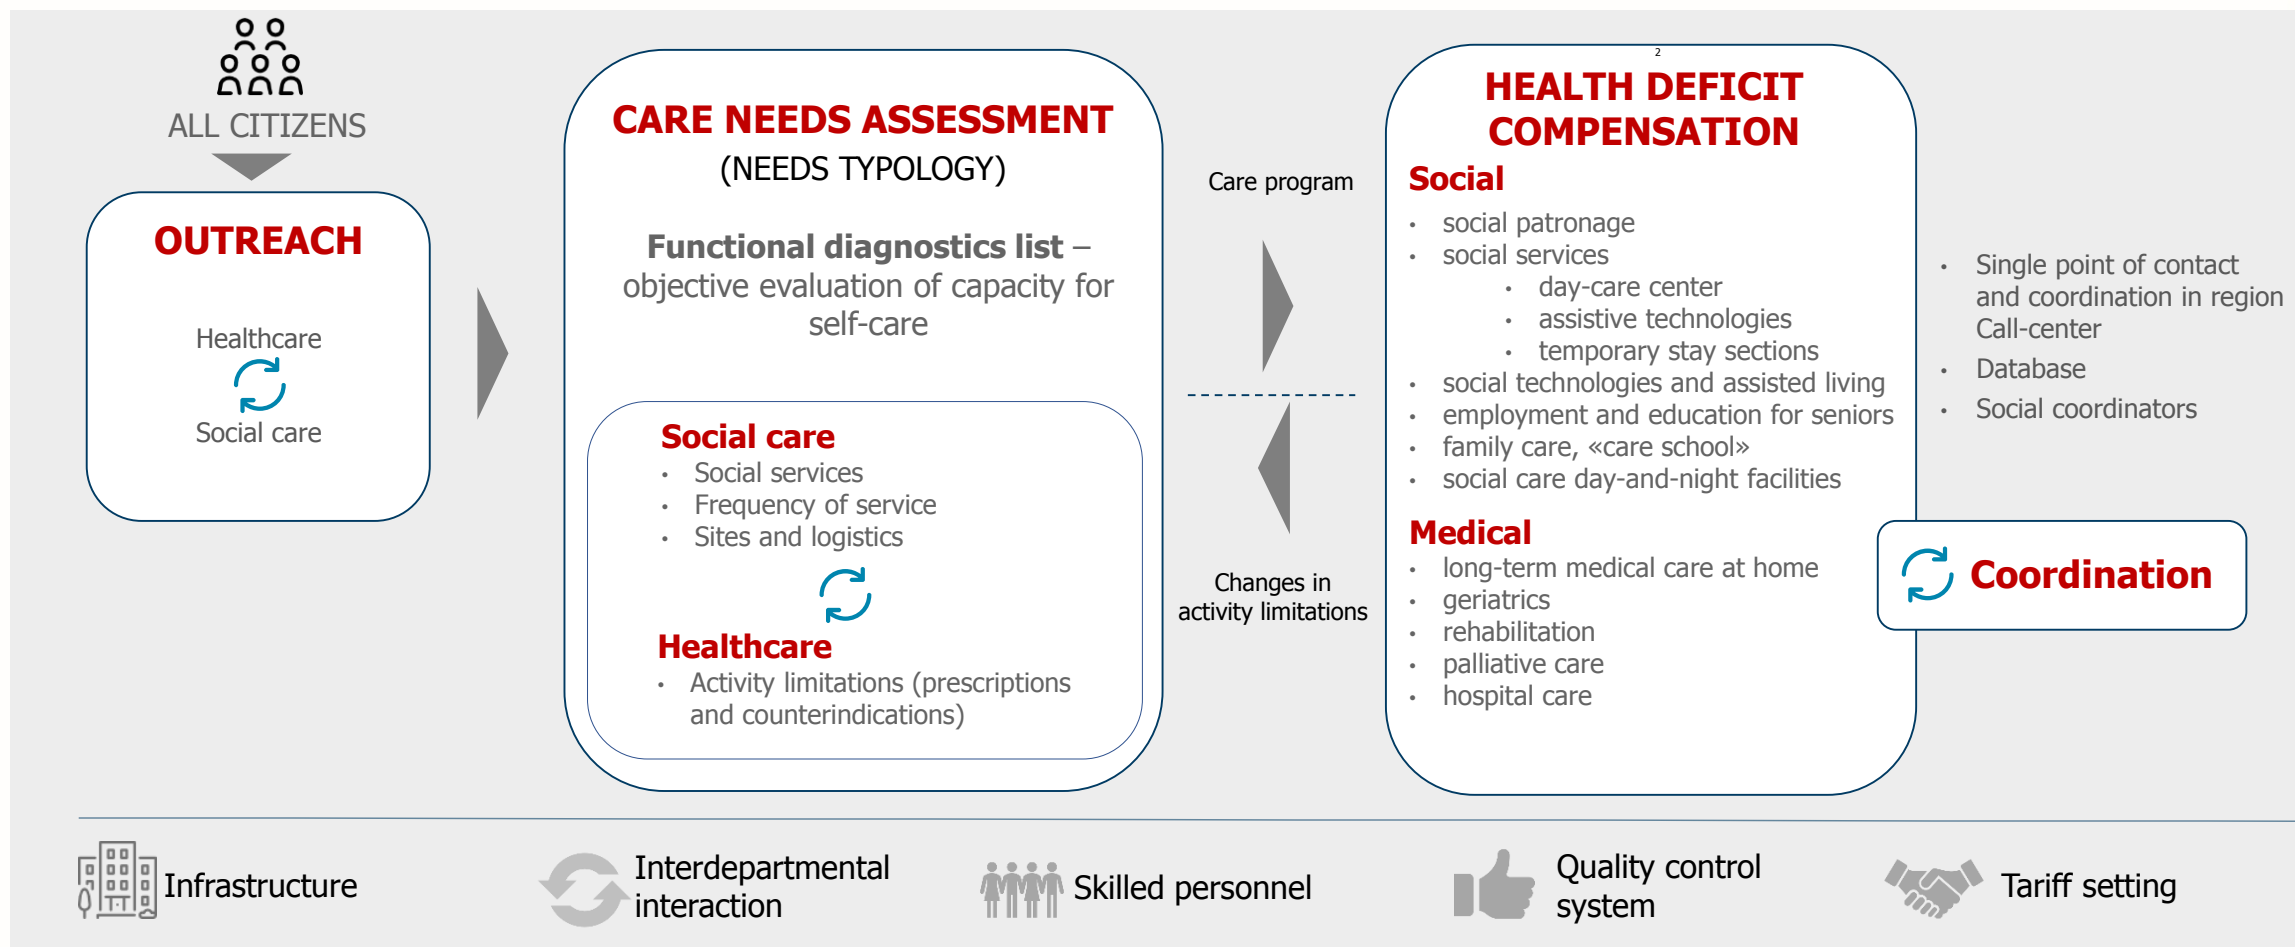 ALL CITIZENS
OUTREACH
Healthcare
Social care
CARE NEEDS ASSESSMENT
(NEEDS TYPOLOGY)
Functional diagnostics list –
objective evaluation of capacity for
self-care
Social care
• Social services
• Frequency of service
• Sites and logistics
Healthcare
• Activity limitations (prescriptions
and counterindications)
Care program
Changes in
activity limitations
2
HEALTH DEFICIT
COMPENSATION
Social
• social patronage
• social services
• day-care center
• assistive technologies
• temporary stay sections
• social technologies and assisted living
• employment and education for seniors
• family care, «care school»
• social care day-and-night facilities
Medical
• long-term medical care at home
• geriatrics
• rehabilitation
• palliative care
• hospital care
• Single point of contact
and coordination in region
Call-center
• Database
• Social coordinators
Coordination
Infrastructure
Interdepartmental
interaction
Skilled personnel
Quality control
system
Tariff setting